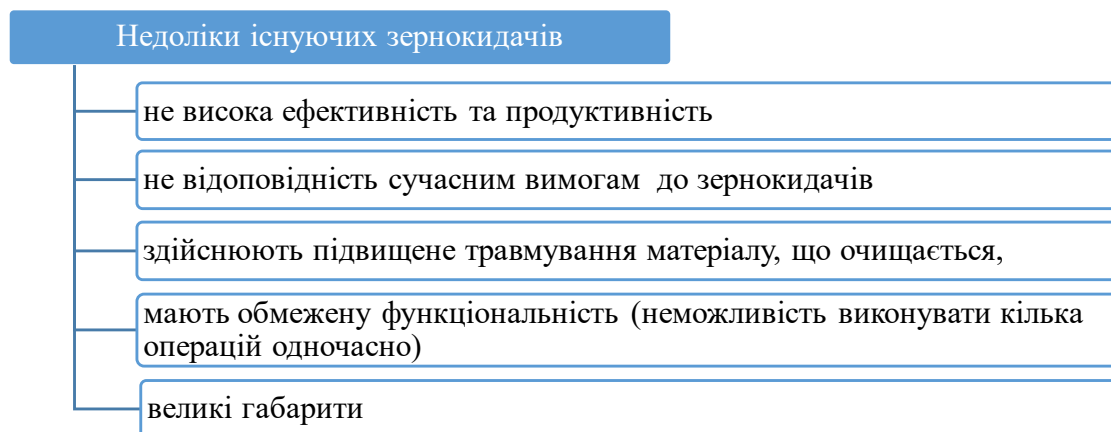 Недоліки існуючих зернокидачів
не висока ефективність та продуктивність
не відоповідність сучасним вимогам до зернокидачів
здійснюють підвищене травмування матеріалу, що очищається,
мають обмежену функціональність (неможливість виконувати кілька
операцій одночасно)
великі габарити